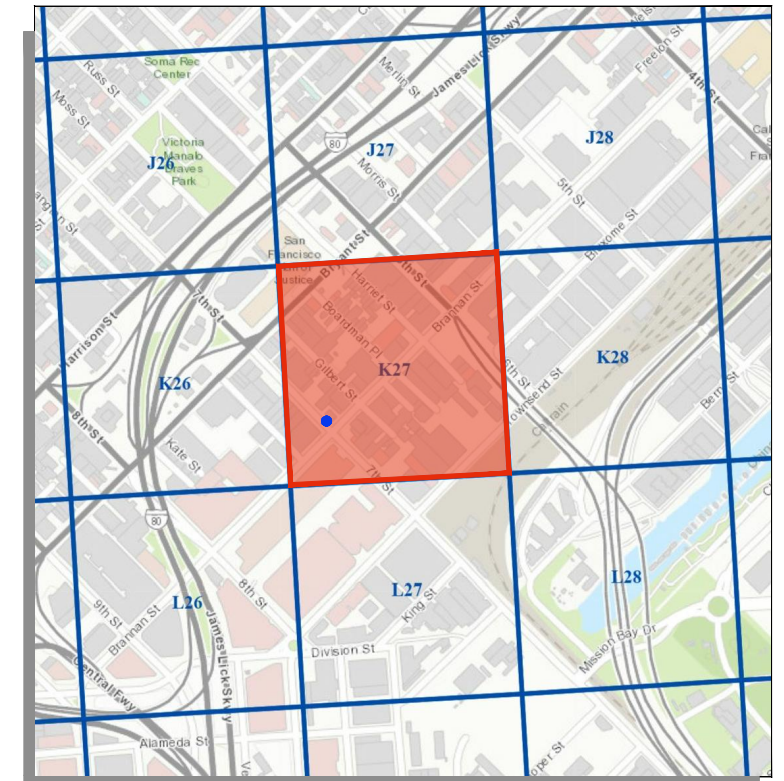 Soma Rec
Center
Russ St
Moss St
Merlin St
James Lick Skwy
Freelon St
4th St
80
J26
Victoria
Manalo
Draves
Park
J27
Morris St
J28
5th St
Bluxome St
San
Francisco
Hall of
Justice
Bryant St
Harriet St
Brannan St
Boardman Pl
Gilbert St
K27
7th St
Harrison St
8th St
K26
Kate St
6th St
Townsend St
Caltrain
K28
Berry St
7th St
80
L26
8th St
9th St
Brannan St
James Lick Skwy
Central Fwy
Alameda St
L27
King St
Division St
L28
Mission Bay Dr